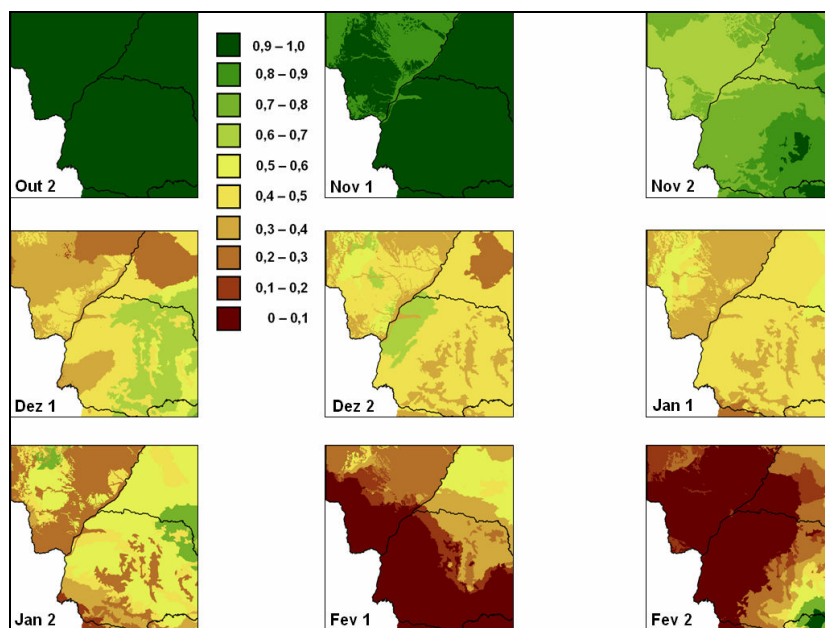 0,9 – 1,0
0,8 – 0,9
0,7 – 0,8
0,6 – 0,7
0,5 – 0,6
0,4 – 0,5
0,3 – 0,4
0,2 – 0,3
0,1 – 0,2
0 – 0,1
Out 2
Nov 1
Nov 2
Dez 1
Dez 2
Jan 1
Jan 2
Fev 1
Fev 2